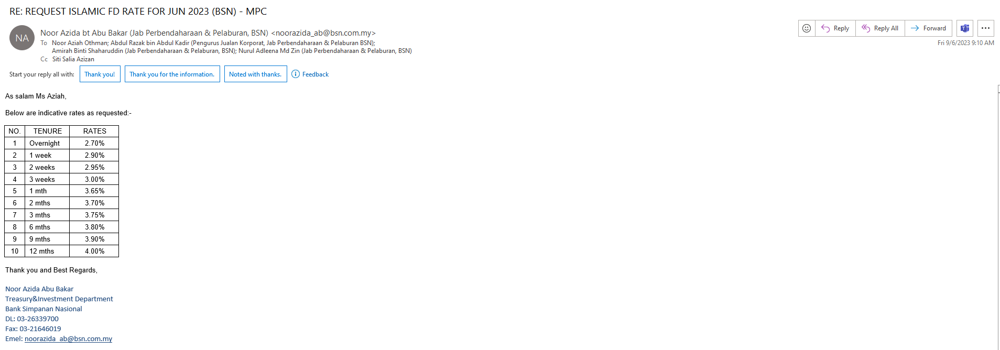 RE: REQUEST ISLAMIC FD RATE FOR JUN 2023 (BSN) - MPC
NA
Noor Azida bt Abu Bakar (Jab Perbendaharaan & Pelaburan, BSN) <noorazida_ab@bsn.com.my>
To Noor Aziah Othman; Abdul Razak bin Abdul Kadir (Pengurus Jualan Korporat, Jab Perbendaharaan & Pelaburan BSN);
Amirah Binti Shaharuddin (Jab Perbendaharaan & Pelaburan, BSN); Nurul Adleena Md Zin (Jab Perbendaharaan & Pelaburan, BSN)
Cc Siti Salia Azizan
Reply Reply All Forward
Fri 9/6/2023 9:10 AM
Start your reply all with: Thank you! Thank you for the information. Noted with thanks. Feedback
As salam Ms Aziah,
Below are indicative rates as requested:-
NO. TENURE RATES
1 Overnight 2.70%
2 1 week 2.90%
3 2 weeks 2.95%
4 3 weeks 3.00%
5 1 mth 3.65%
6 2 mths 3.70%
7 3 mths 3.75%
8 6 mths 3.80%
9 9 mths 3.90%
10 12 mths 4.00%
Thank you and Best Regards,
Noor Azida Abu Bakar
Treasury&Investment Department
Bank Simpanan Nasional
DL: 03-26339700
Fax: 03-21646019
Emel: noorazida_ab@bsn.com.my